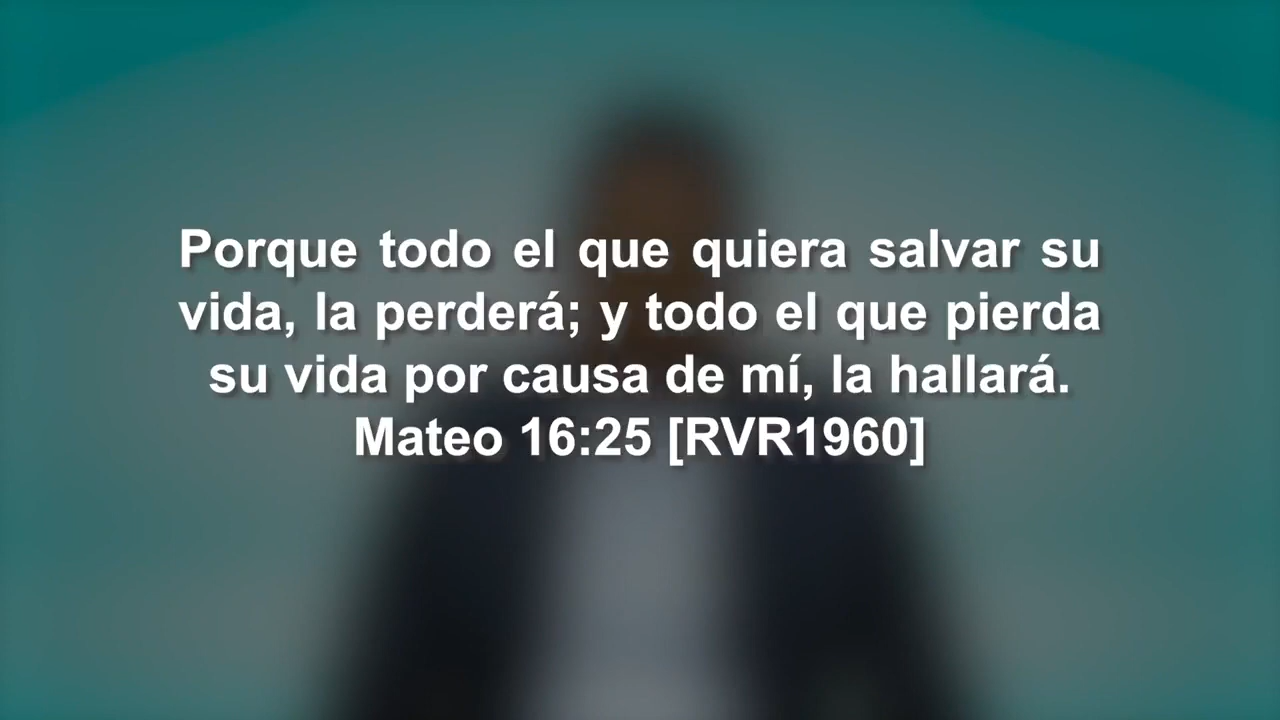 Porque todo el que quiera salvar su
vida, la perderá; y todo el que pierda
su vida por causa de mí, la hallará.
Mateo 16:25 [RVR1960]